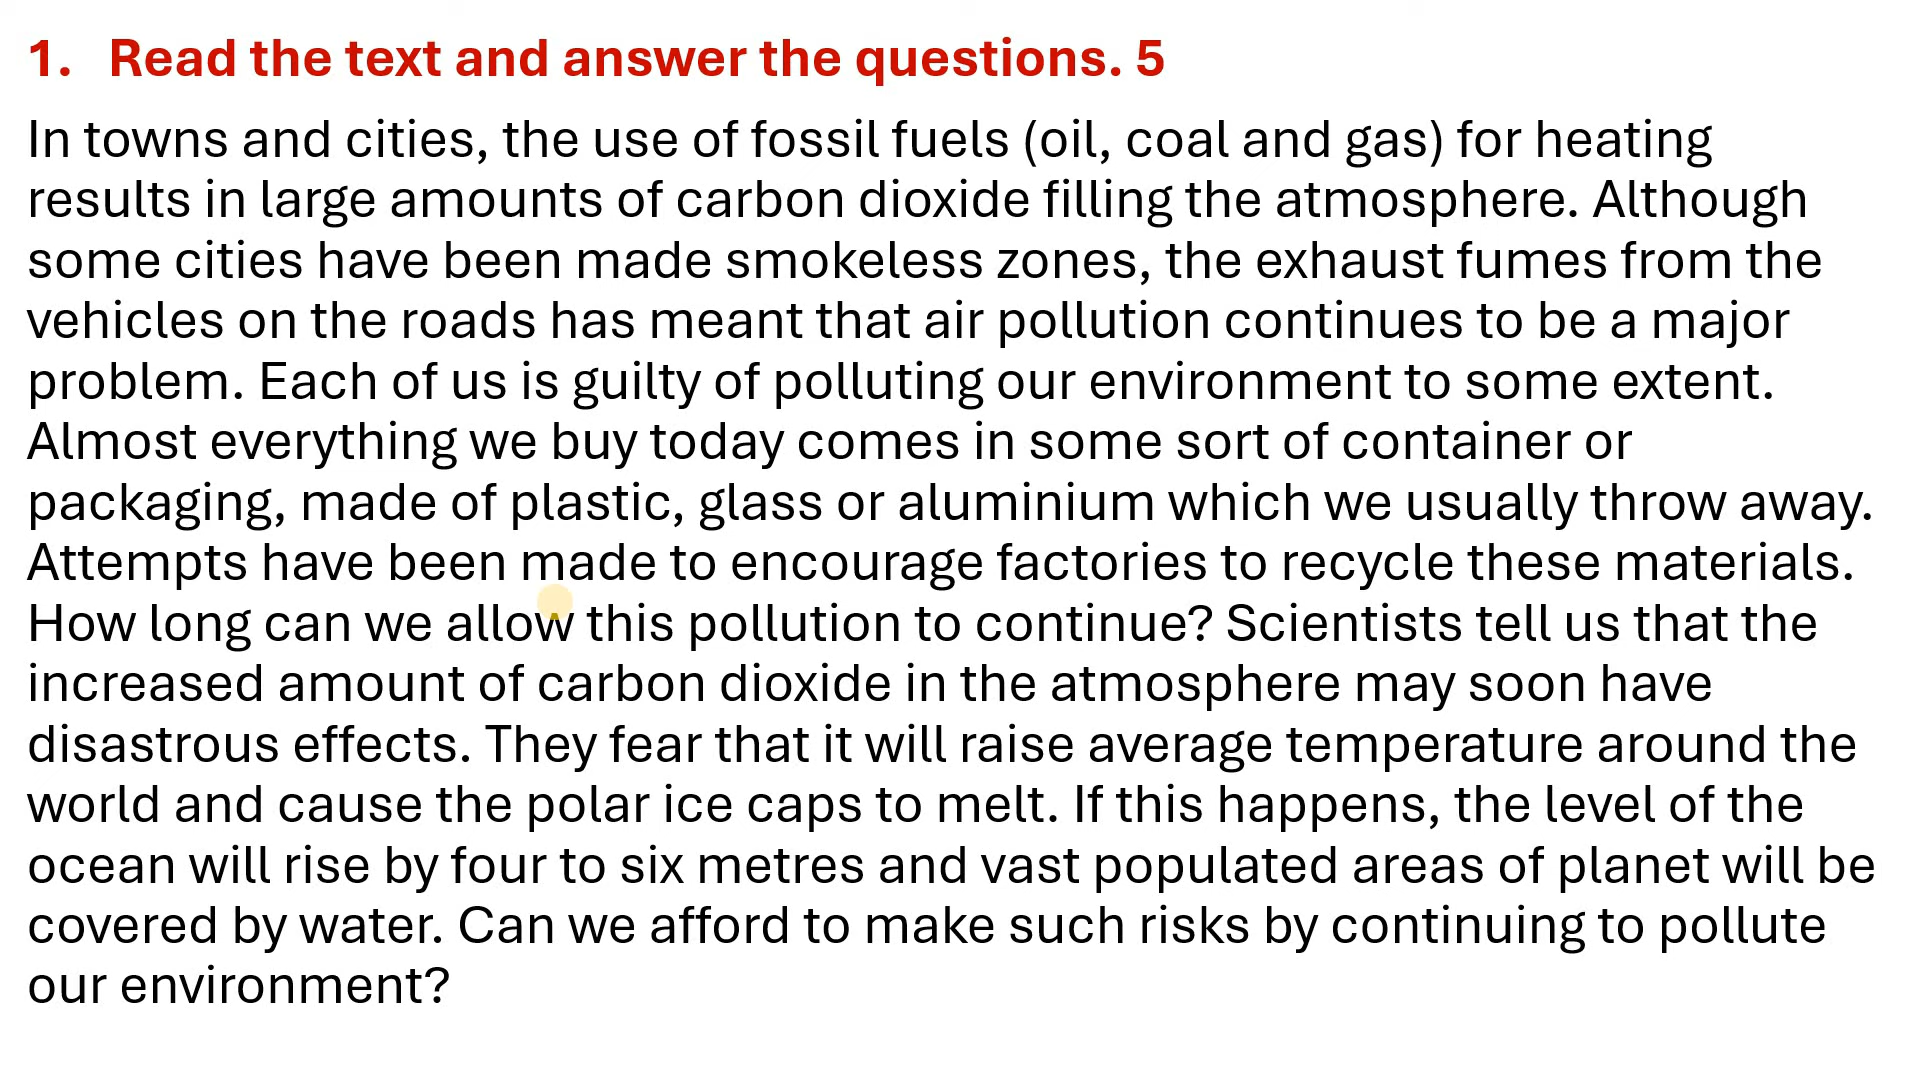 1. Read the text and answer the questions. 5
In towns and cities, the use of fossil fuels (oil, coal and gas) for heating
results in large amounts of carbon dioxide filling the atmosphere. Although
some cities have been made smokeless zones, the exhaust fumes from the
vehicles on the roads has meant that air pollution continues to be a major
problem. Each of us is guilty of polluting our environment to some extent.
Almost everything we buy today comes in some sort of container or
packaging, made of plastic, glass or aluminium which we usually throw away.
Attempts have been made to encourage factories to recycle these materials.
How long can we allow this pollution to continue? Scientists tell us that the
increased amount of carbon dioxide in the atmosphere may soon have
disastrous effects. They fear that it will raise average temperature around the
world and cause the polar ice caps to melt. If this happens, the level of the
ocean will rise by four to six metres and vast populated areas of planet will be
covered by water. Can we afford to make such risks by continuing to pollute
our environment?